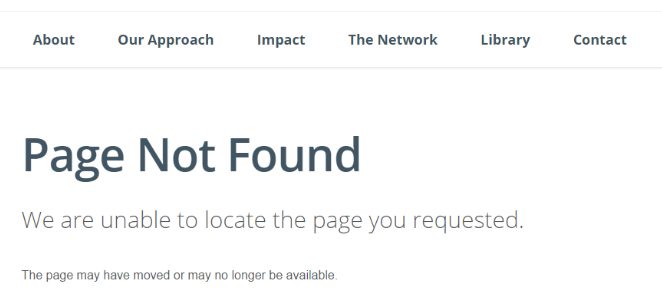 About Our Approach Impact The Network Library Contact
Page Not Found
We are unable to locate the page you requested.
The page may have moved or may no longer be available.